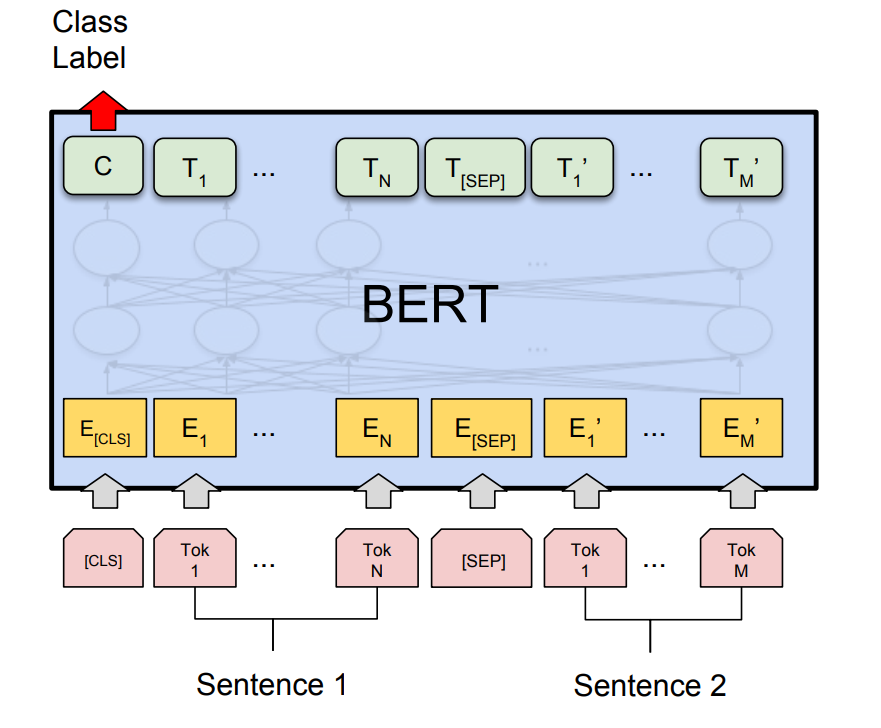 Class
Label
C T1 ... TN T[SEP] T1’ ... TM’
...
BERT
...
E[CLS] E1 ... EN E[SEP] E1’ ... EM’
[CLS] Tok 1 ... Tok N [SEP] Tok 1 ... Tok M
Sentence 1 Sentence 2